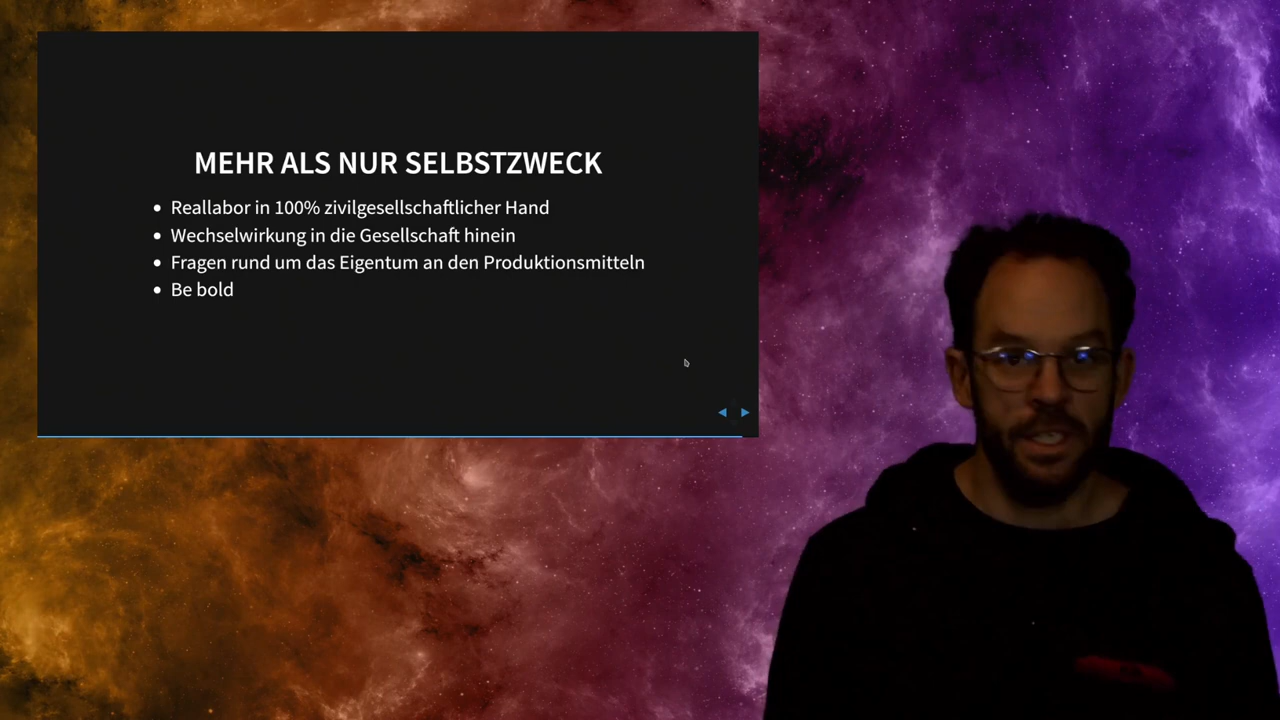 MEHR ALS NUR SELBSTZWECK
Reallabor in 100% zivilgesellschaftlicher Hand
Wechselwirkung in die Gesellschaft hinein
Fragen rund um das Eigentum an den Produktionsmitteln
Be bold